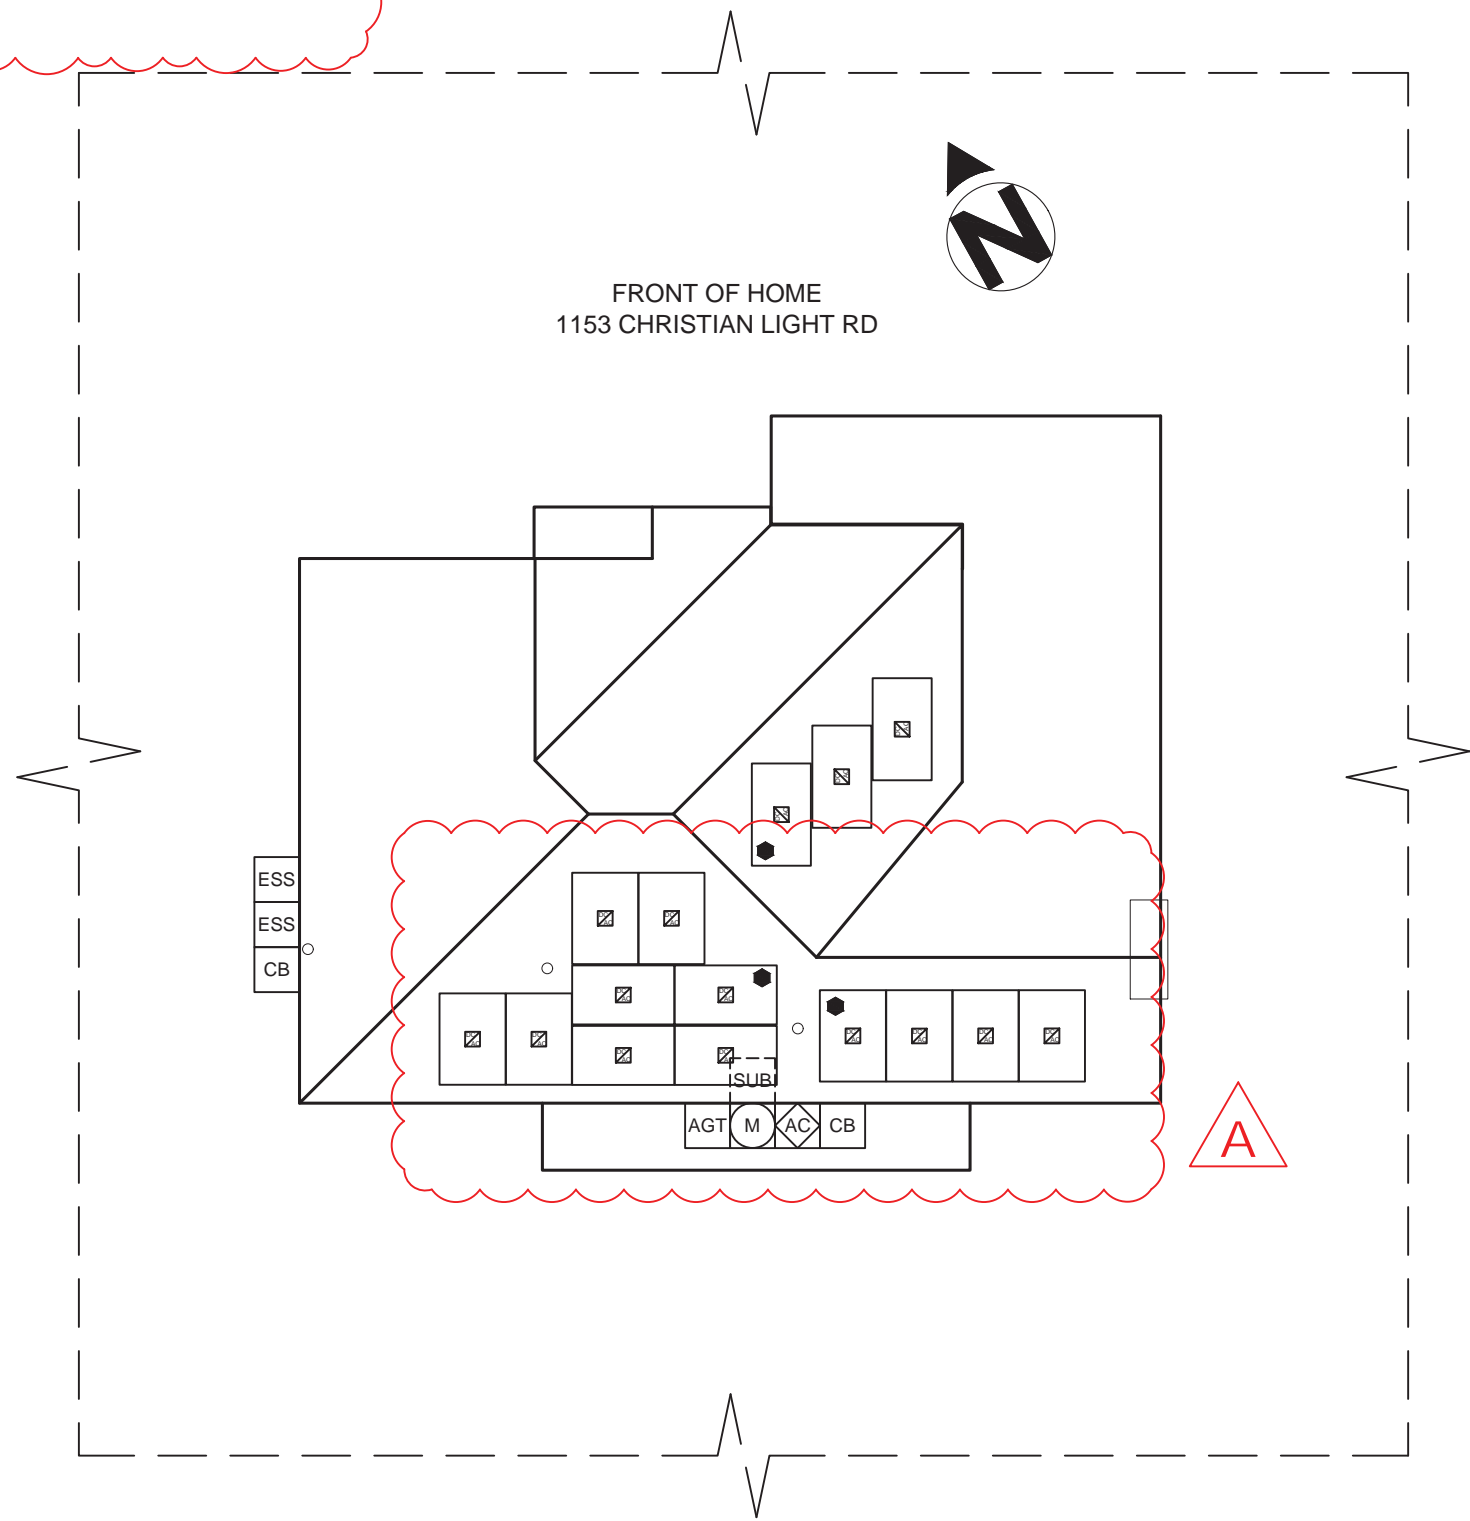 N
FRONT OF HOME
1153 CHRISTIAN LIGHT RD
ESS
ESS
CB
SUB
AGT M AC CB
A